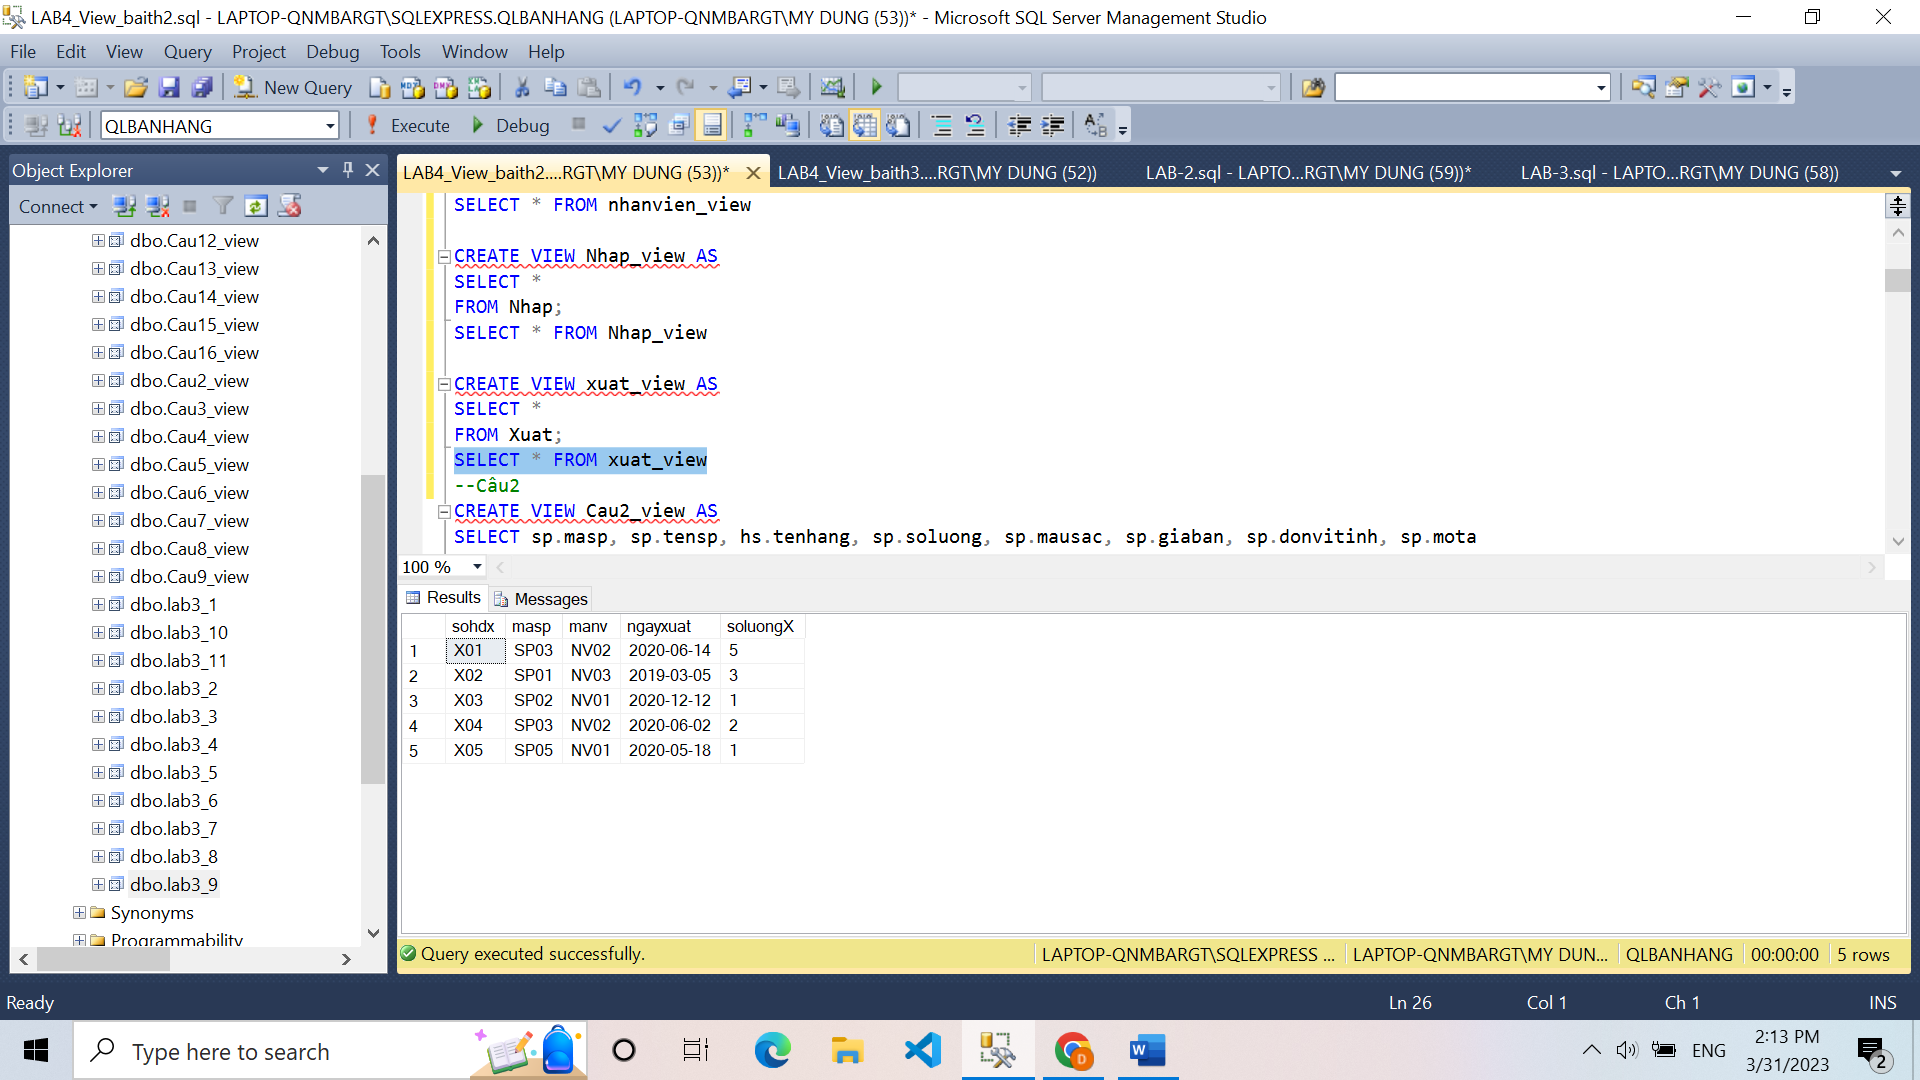 LAB4_View_baith2.sql - LAPTOP-QNMBARGT\SQLEXPRESS.QLBANHANG (LAPTOP-QNMBARGT\MY DUNG (53))* - Microsoft SQL Server Management Studio
File Edit View Query Project Debug Tools Window Help
New Query
QLBANHANG Execute Debug
Object Explorer
Connect
dbo.Cau12_view
dbo.Cau13_view
dbo.Cau14_view
dbo.Cau15_view
dbo.Cau16_view
dbo.Cau2_view
dbo.Cau3_view
dbo.Cau4_view
dbo.Cau5_view
dbo.Cau6_view
dbo.Cau7_view
dbo.Cau8_view
dbo.Cau9_view
dbo.lab3_1
dbo.lab3_10
dbo.lab3_11
dbo.lab3_2
dbo.lab3_3
dbo.lab3_4
dbo.lab3_5
dbo.lab3_6
dbo.lab3_7
dbo.lab3_8
dbo.lab3_9
Synonyms
Programmability
LAB4_View_baith2....RGT\MY DUNG (53))* LAB4_View_baith3....RGT\MY DUNG (52)) LAB-2.sql - LAPTO...RGT\MY DUNG (59))* LAB-3.sql - LAPTO...RGT\MY DUNG (58))
SELECT * FROM nhanvien_view
CREATE VIEW Nhap_view AS
SELECT *
FROM Nhap;
SELECT * FROM Nhap_view
CREATE VIEW xuat_view AS
SELECT *
FROM Xuat;
SELECT * FROM xuat_view
--Câu2
CREATE VIEW Cau2_view AS
SELECT sp.masp, sp.tensp, hs.tenhang, sp.soluong, sp.mausac, sp.giaban, sp.donvitinh, sp.mota
100 %
Results Messages
sohdx masp manv ngayxuat soluongX
1 X01 SP03 NV02 2020-06-14 5
2 X02 SP01 NV03 2019-03-05 3
3 X03 SP02 NV01 2020-12-12 1
4 X04 SP03 NV02 2020-06-02 2
5 X05 SP05 NV01 2020-05-18 1
Query executed successfully. LAPTOP-QNMBARGT\SQLEXPRESS ... LAPTOP-QNMBARGT\MY DUN... QLBANHANG 00:00:00 5 rows
Ready Ln 26 Col 1 Ch 1 INS
Type here to search
ENG
2:13 PM
3/31/2023
2